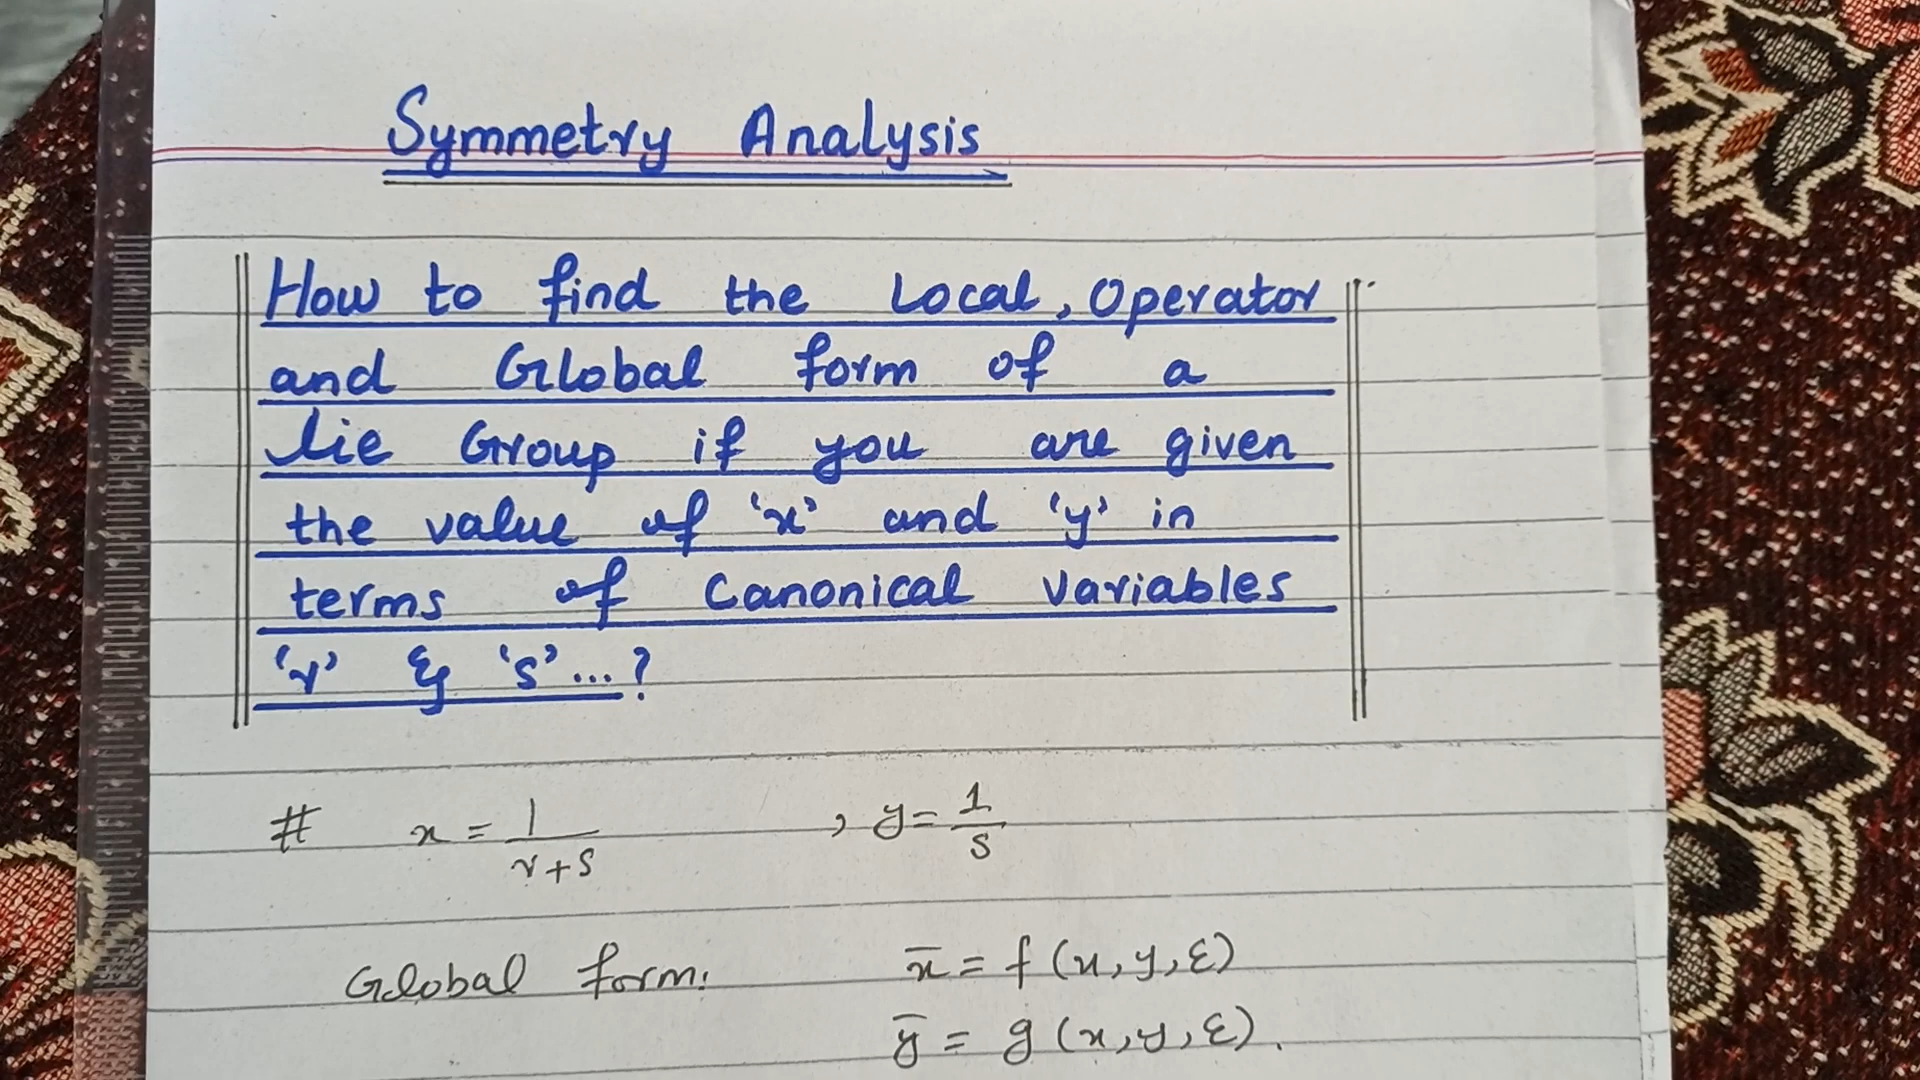 Symmetry Analysis
How to find the Local, Operator
and Global form of a
lie Group if you are given
the value of 'x' and 'y' in
terms of Canonical variables
'r' & 's'...?
# x = 1/(r+s) , y = 1/s
Global form: x̄ = f (x, y, ε)
ȳ = g (x, y, ε).